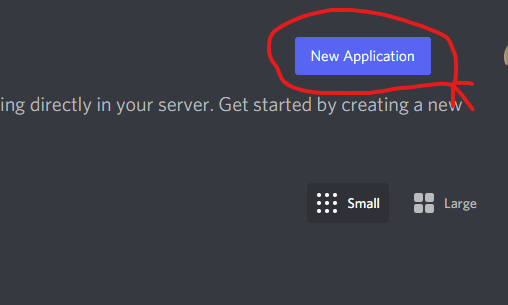 New Application
ing directly in your server. Get started by creating a new
Small
Large